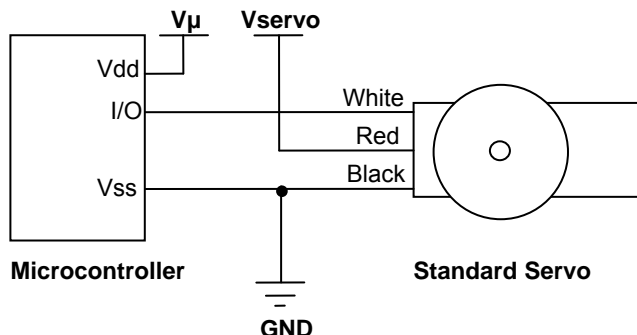 Vµ
Vservo
Vdd
I/O
White
Red
Vss
Black
Microcontroller
Standard Servo
GND